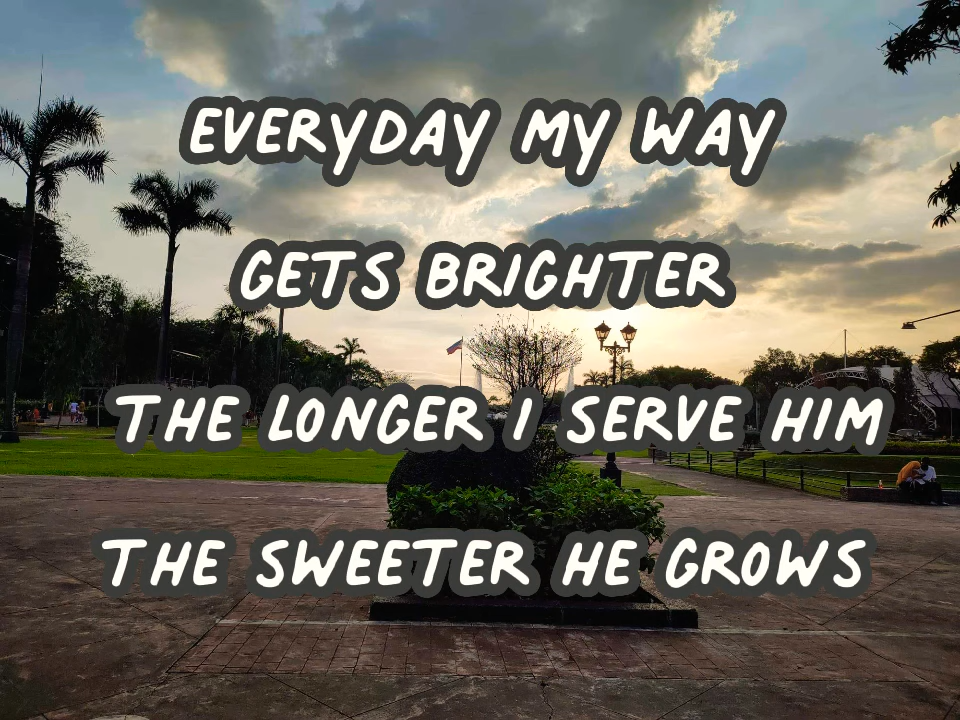 EVERYDAY MY WAY
GETS BRIGHTER
THE LONGER I SERVE HIM
THE SWEETER HE GROWS